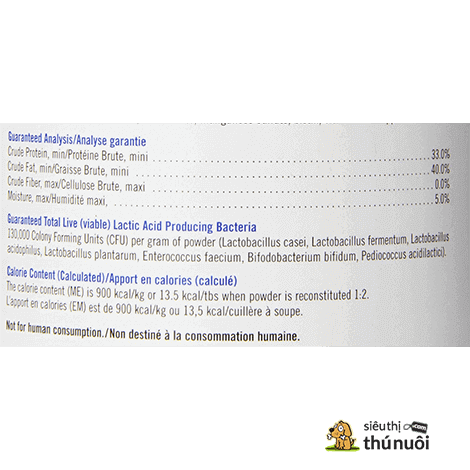 Guaranteed Analysis/Analyse garantie
Crude Protein, min/Protéine Brute, mini 33.0%
Crude Fat, min/Graisse Brute, mini 40.0%
Crude Fiber, max/Cellulose Brute, maxi 0.0%
Moisture, max/Humidité maxi, 5.0%
Guaranteed Total Live (viable) Lactic Acid Producing Bacteria
130,000 Colony Forming Units (CFU) per gram of powder (Lactobacillus casei, Lactobacillus fermentum, Lactobacillus
acidophilus, Lactobacillus plantarum, Enterococcus faecium, Bifodobacterium bifidum, Pediococcus acidilactici).
Calorie Content (Calculated)/Apport en calories (calculé)
The calorie content (ME) is 900 kcal/kg or 13.5 kcal/tbs when powder is reconstituted 1:2.
L'apport en calories (EM) est de 900 kcal/kg ou 13,5 kcal/cuillère à soupe.
Not for human consumption./Non destiné à la consommation humaine.
siêuthị .com
thúnuôi